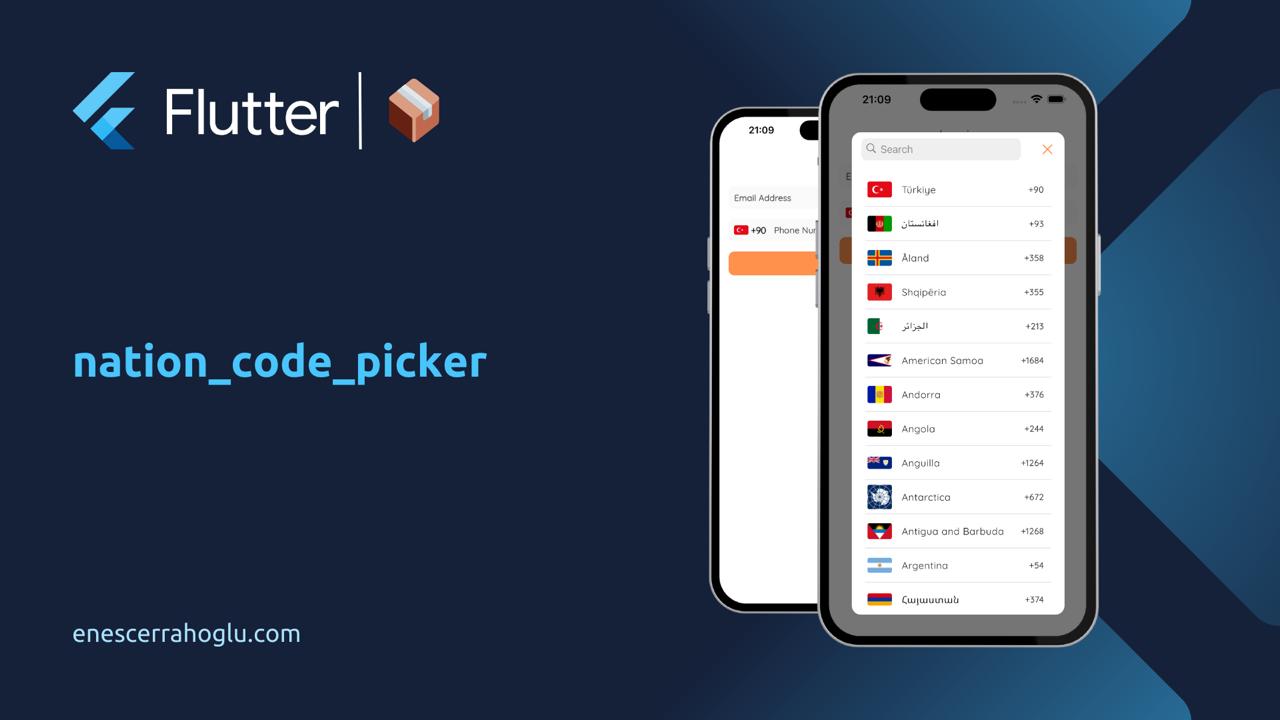 Flutter
nation_code_picker
enescerrahoglu.com
21:09
Email Address
+90 Phone Nur
21:09
Search
Türkiye +90
افغانستان +93
Åland +358
Shqipëria +355
الجزائر +213
American Samoa +1684
Andorra +376
Angola +244
Anguilla +1264
Antarctica +672
Antigua and Barbuda +1268
Argentina +54
Հայաստան +374